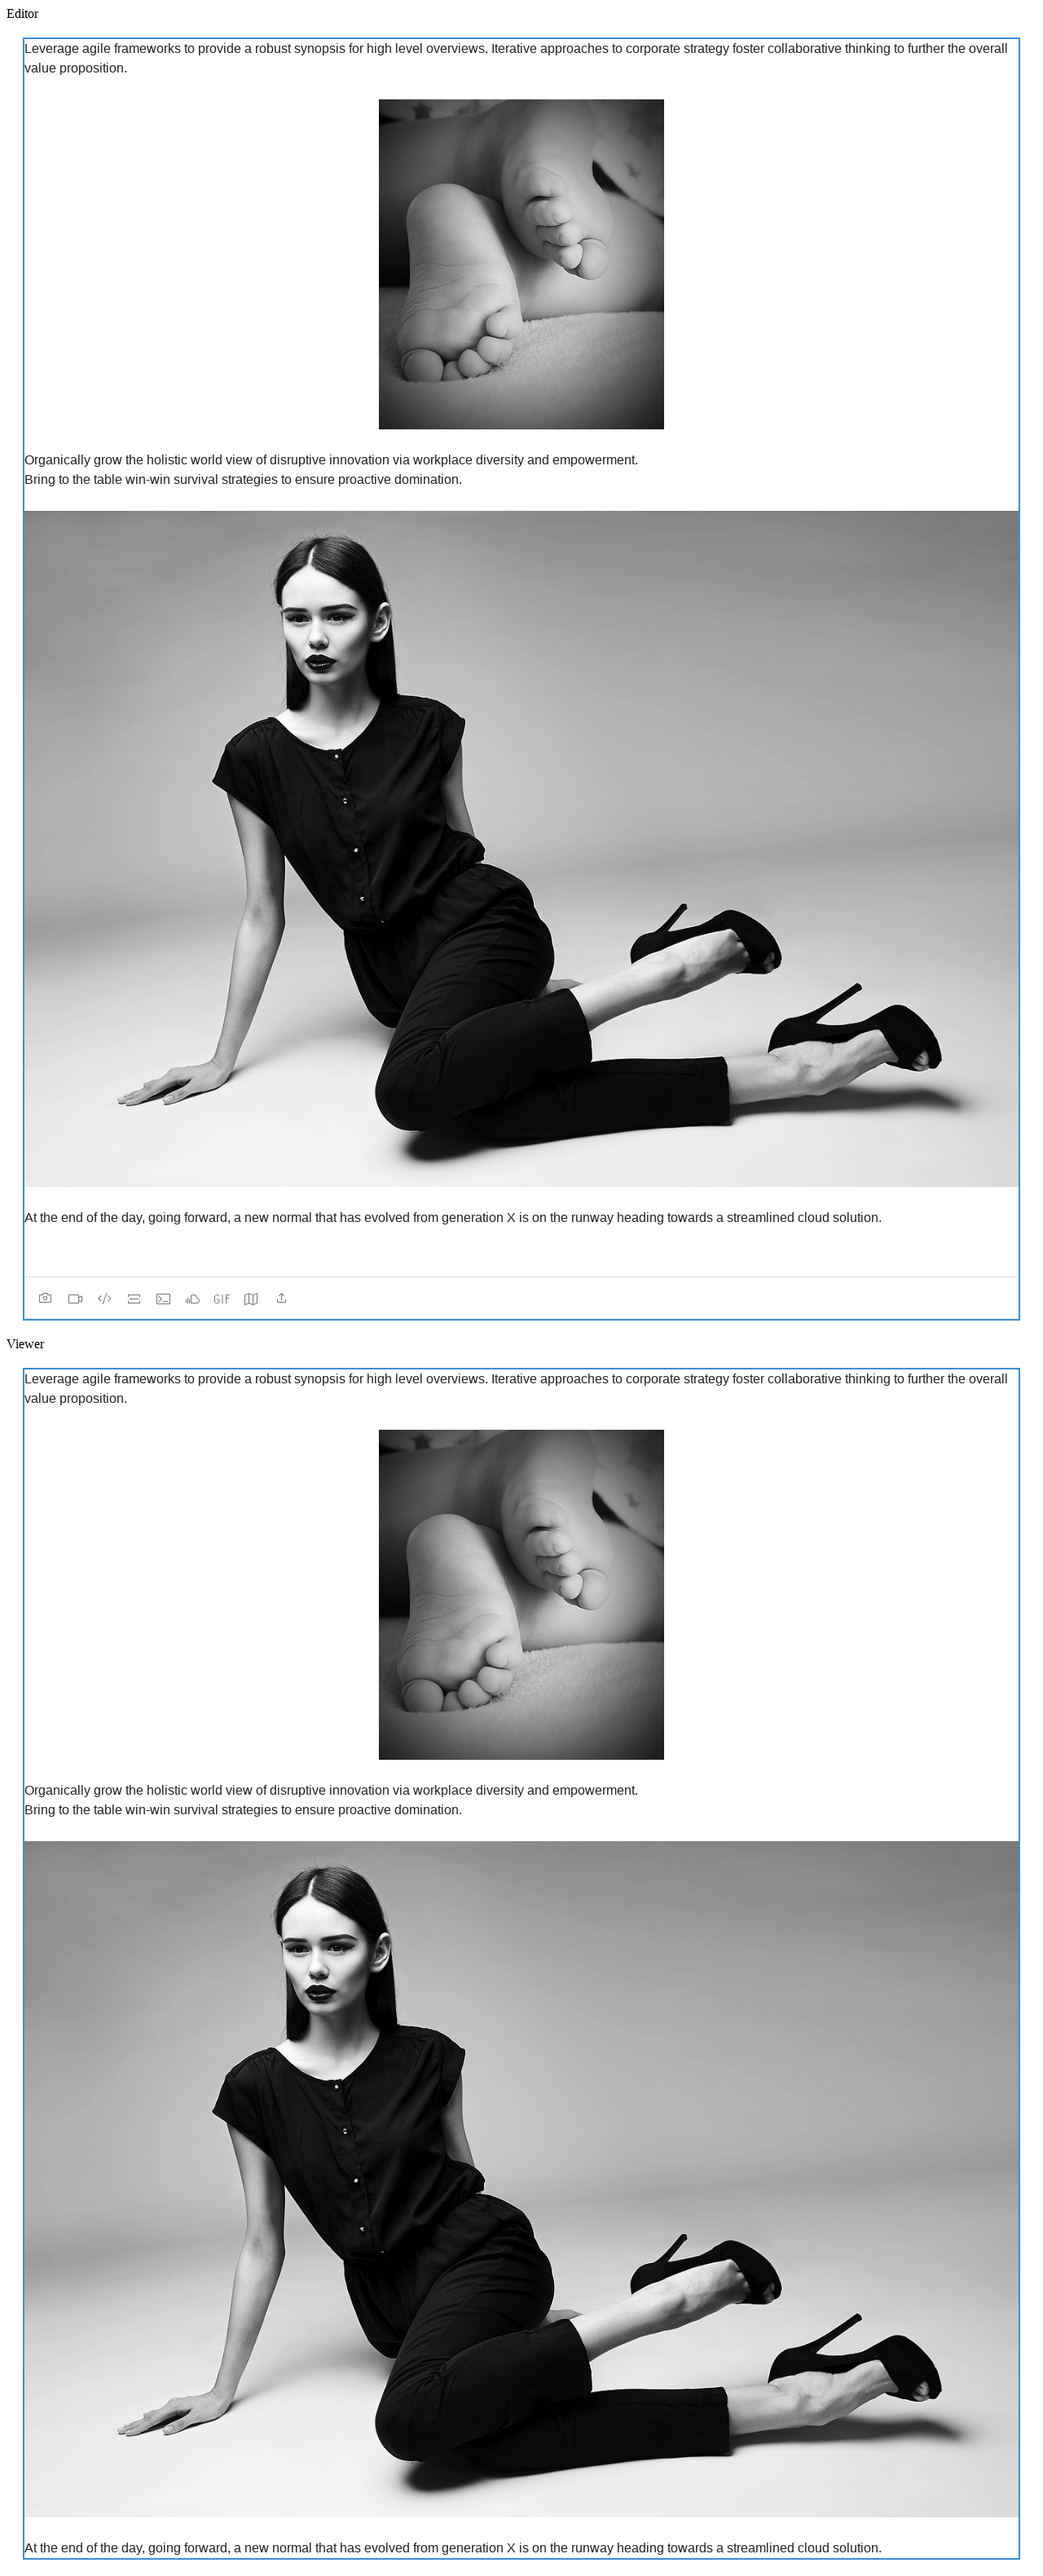 Editor
Leverage agile frameworks to provide a robust synopsis for high level overviews. Iterative approaches to corporate strategy foster collaborative thinking to further the overall
value proposition.
Organically grow the holistic world view of disruptive innovation via workplace diversity and empowerment.
Bring to the table win-win survival strategies to ensure proactive domination.
At the end of the day, going forward, a new normal that has evolved from generation X is on the runway heading towards a streamlined cloud solution.
GIF
Viewer
Leverage agile frameworks to provide a robust synopsis for high level overviews. Iterative approaches to corporate strategy foster collaborative thinking to further the overall
value proposition.
Organically grow the holistic world view of disruptive innovation via workplace diversity and empowerment.
Bring to the table win-win survival strategies to ensure proactive domination.
At the end of the day, going forward, a new normal that has evolved from generation X is on the runway heading towards a streamlined cloud solution.